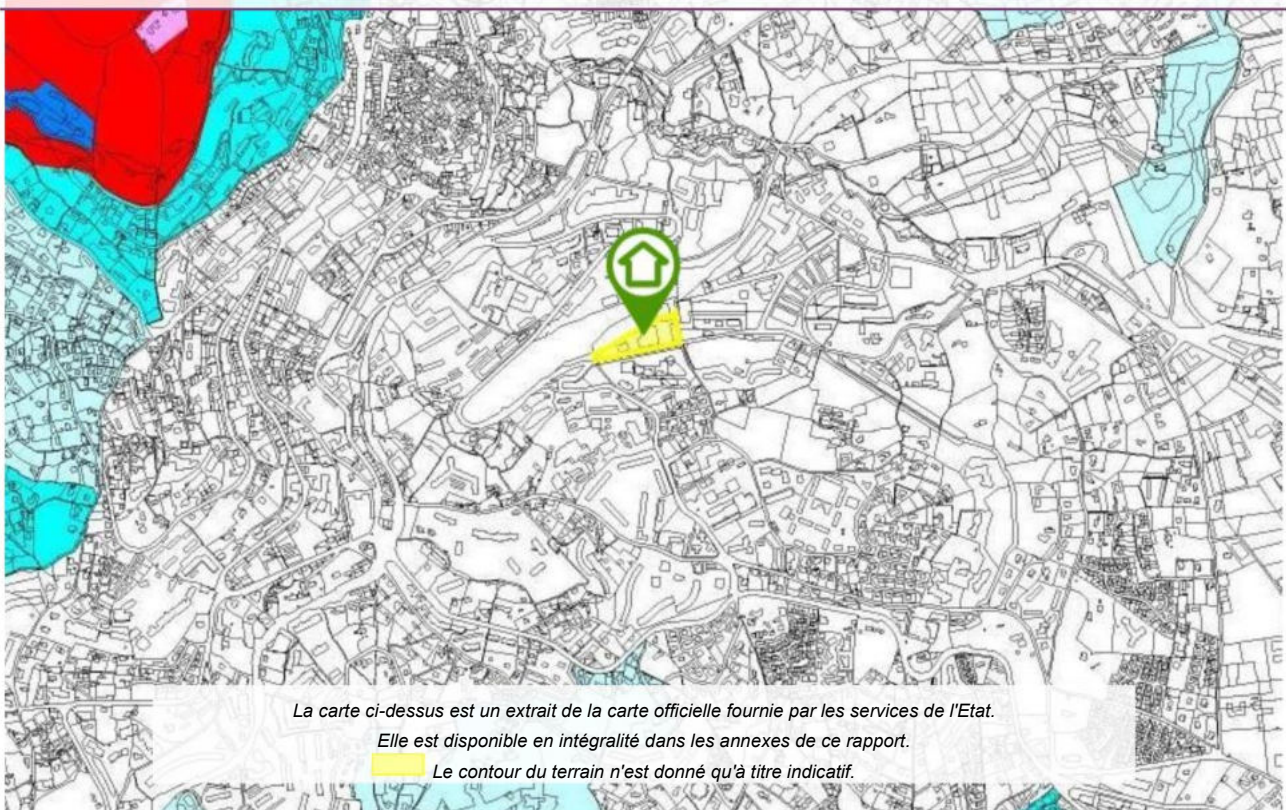 La carte ci-dessus est un extrait de la carte officielle fournie par les services de l'Etat.
Elle est disponible en intégralité dans les annexes de ce rapport.
Le contour du terrain n'est donné qu'à titre indicatif.